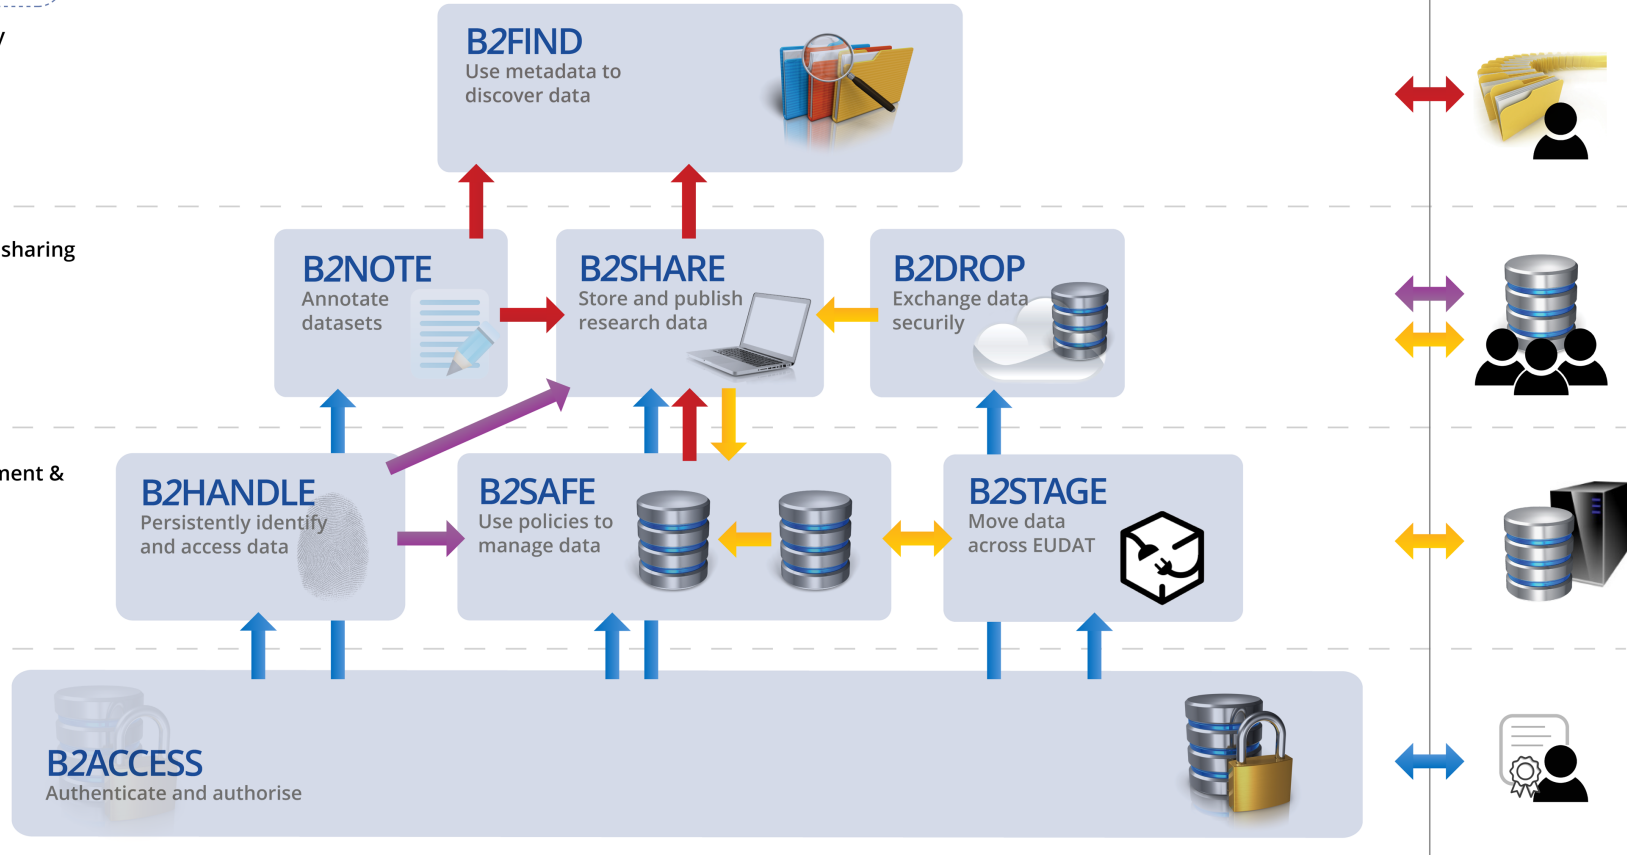 y
B2FIND
Use metadata to
discover data
sharing
B2NOTE
Annotate
datasets
B2SHARE
Store and publish
research data
B2DROP
Exchange data
security
ment &
B2HANDLE
Persistently identify
and access data
B2SAFE
Use policies to
manage data
B2STAGE
Move data
across EUDAT
B2ACCESS
Authenticate and authorise